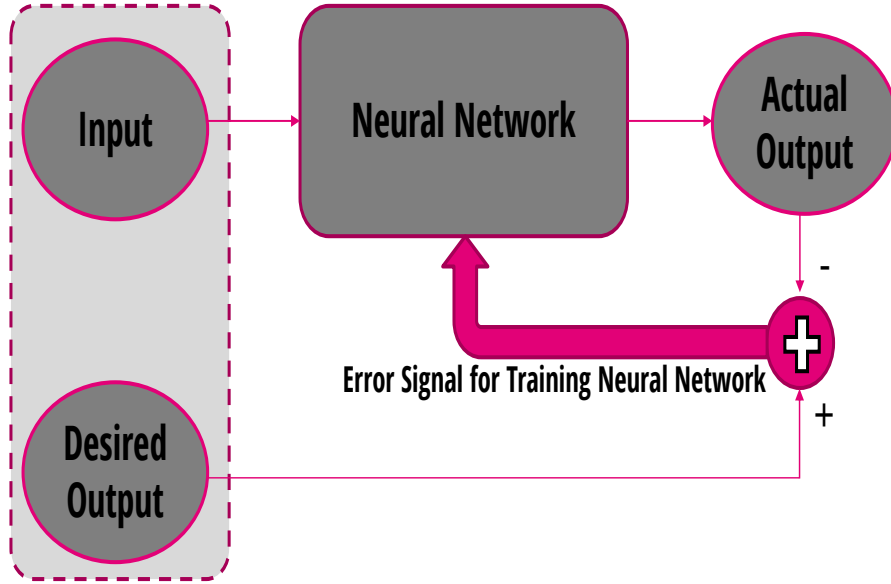 Input
Neural Network
Actual
Output
-
+
Error Signal for Training Neural Network
+
Desired
Output